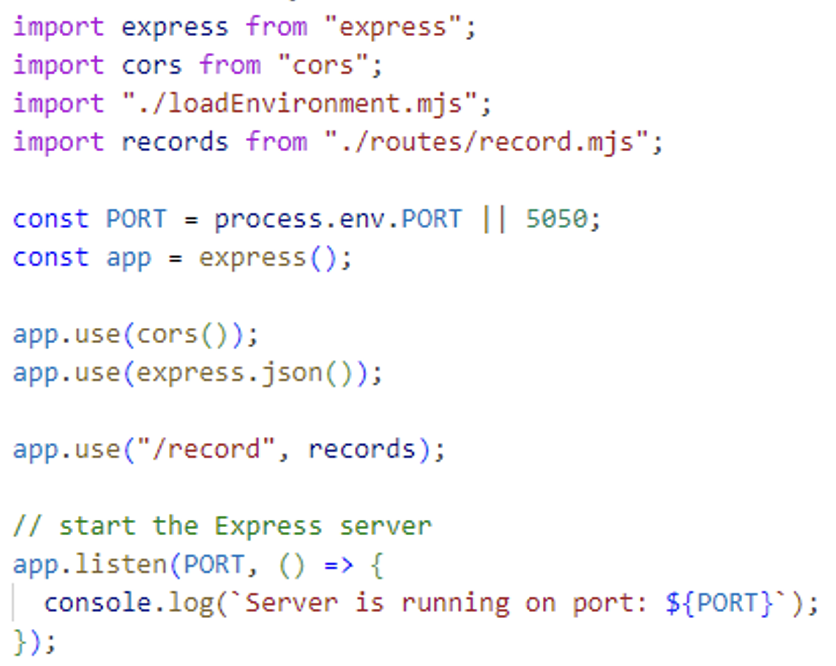 import express from "express";
import cors from "cors";
import "./loadEnvironment.mjs";
import records from "./routes/record.mjs";

const PORT = process.env.PORT || 5050;
const app = express();

app.use(cors());
app.use(express.json());

app.use("/record", records);

// start the Express server
app.listen(PORT, () => {
  console.log(`Server is running on port: ${PORT}`);
});